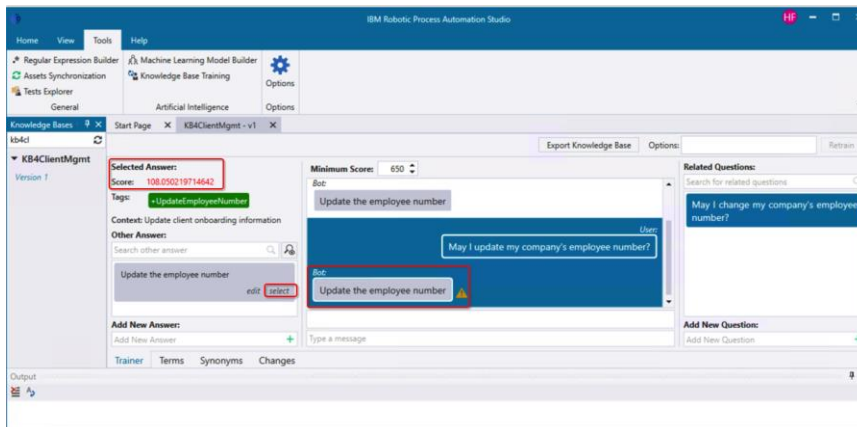 IBM Robotic Process Automation Studio
HF
Home View Tools Help
Regular Expression Builder
Assets Synchronization
Tests Explorer
General
Machine Learning Model Builder
Knowledge Base Training
Artificial Intelligence
Options
Options
Knowledge Bases
Start Page X KB4ClientMgmt - v1 X
kb4cl
Export Knowledge Base Options: Retrain
KB4ClientMgmt
Version 1
Selected Answer:
Score: 108.050219714642
Tags: +UpdateEmployeeNumber
Context: Update client onboarding information
Other Answer:
Search other answer
Update the employee number
edit select
Add New Answer:
Add New Answer +
Minimum Score: 650
Bot:
Update the employee number
User:
May I update my company's employee number?
Bot:
Update the employee number
Type a message
Related Questions:
Search for related questions
May I change my company's employee
number?
Add New Question:
Add New Question
Trainer Terms Synonyms Changes
Output